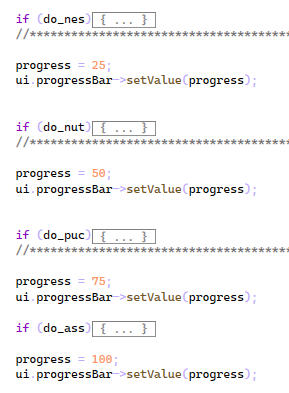 if (do_nes){ ... }
//**************************************
progress = 25;
ui.progressBar->setValue(progress);
if (do_nut){ ... }
//**************************************
progress = 50;
ui.progressBar->setValue(progress);
if (do_puc){ ... }
//**************************************
progress = 75;
ui.progressBar->setValue(progress);
if (do_ass){ ... }
progress = 100;
ui.progressBar->setValue(progress);